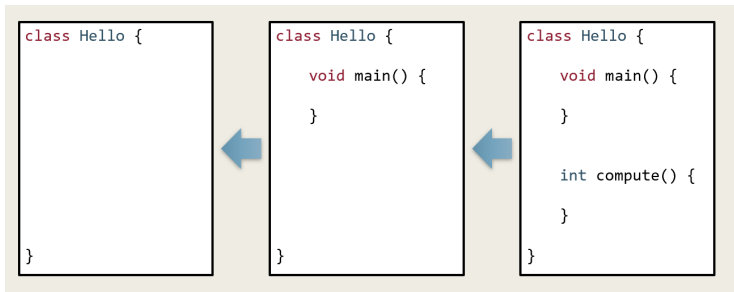 class Hello {
}
class Hello {
    void main() {
    }
}
class Hello {
    void main() {
    }
    int compute() {
    }
}